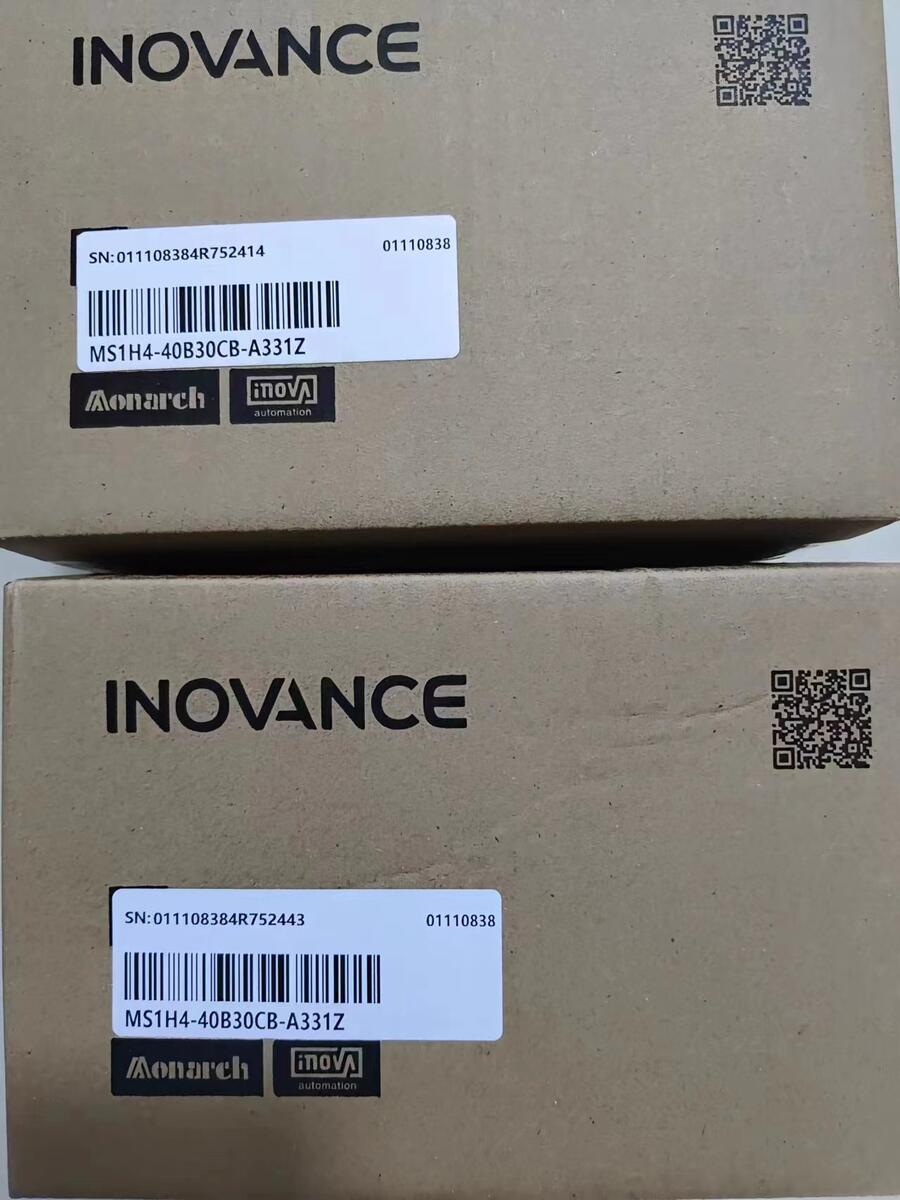 INOVANCE
SN:011108384R752414 01110838
MS1H4-40B30CB-A331Z
Monarch inovA
automation
INOVANCE
SN:011108384R752443 01110838
MS1H4-40B30CB-A331Z
Monarch inovA
automation